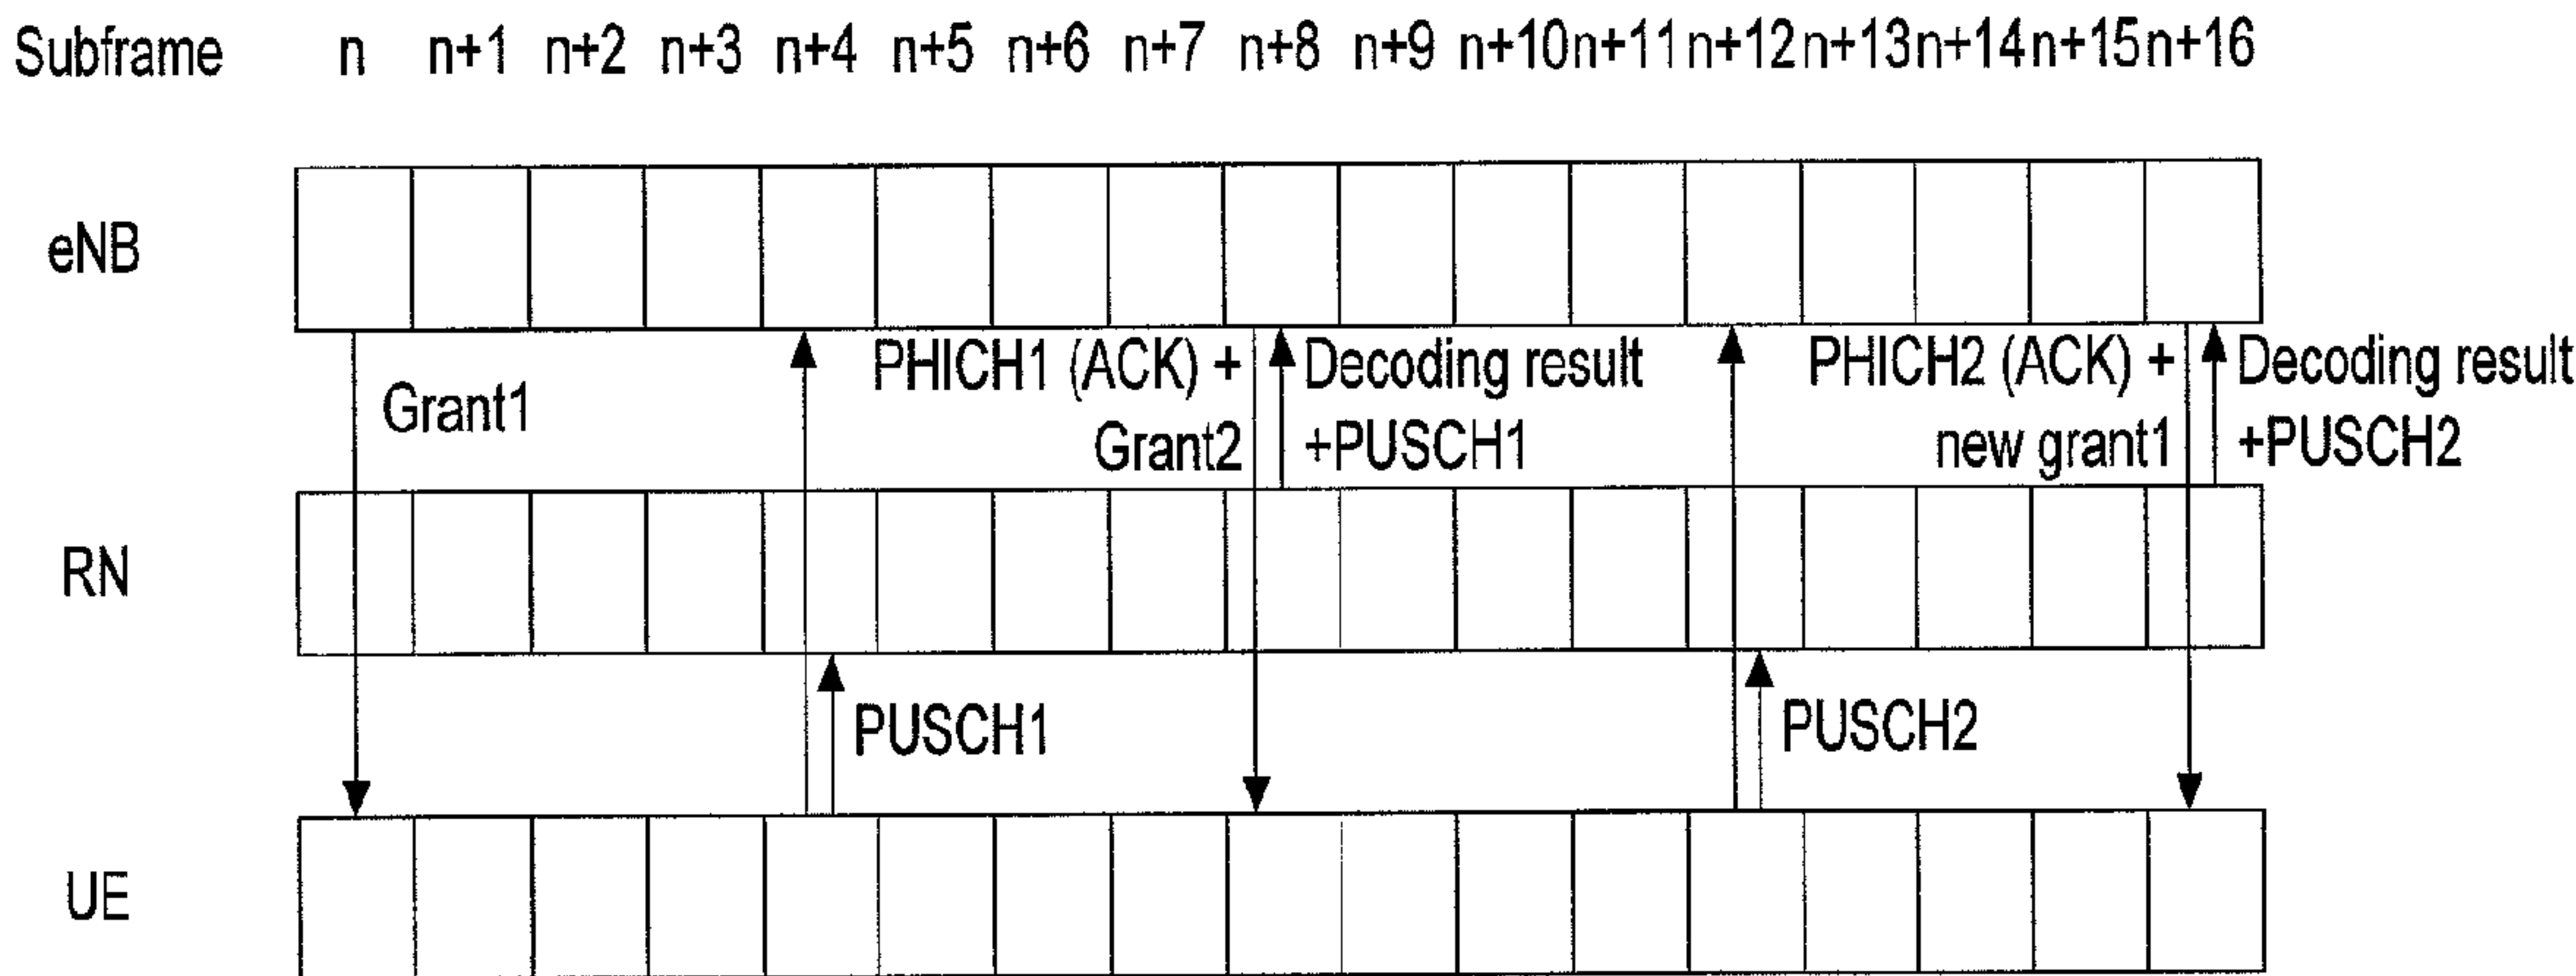 Subframe n n+1 n+2 n+3 n+4 n+5 n+6 n+7 n+8 n+9 n+10 n+11 n+12 n+13 n+14 n+15 n+16
eNB
Grant1
PHICH1 (ACK) +
Grant2
Decoding result
+PUSCH1
PHICH2 (ACK) +
new grant1
Decoding result
+PUSCH2
RN
PUSCH1
PUSCH2
UE